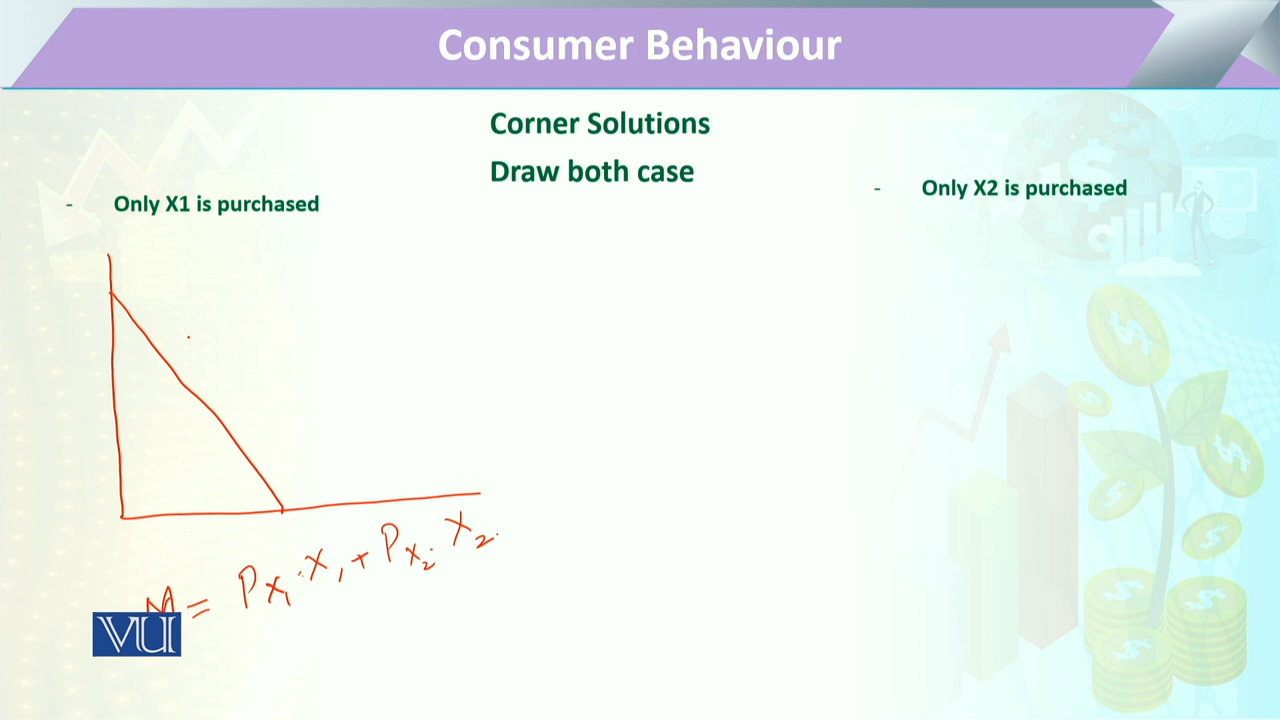 Consumer Behaviour
Corner Solutions
Draw both case
- Only X1 is purchased
- Only X2 is purchased
M = Px₁.X₁ + Px₂.X₂.
VU